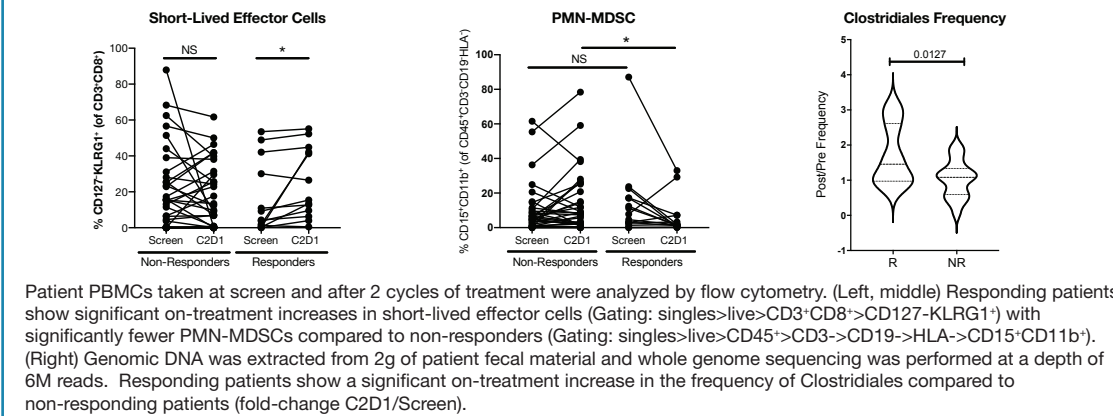 Short-Lived Effector Cells
PMN-MDSC
Clostridiales Frequency
% CD127-KLRG1+ (of CD3+CD8+)
100
80
60
40
20
0
NS
*
Screen
C2D1
Screen
C2D1
Non-Responders
Responders
% CD15+CD11b+ (of CD45+CD3-CD19-HLA-)
100
80
60
40
20
0
*
NS
Screen
C2D1
Screen
C2D1
Non-Responders
Responders
Post/Pre Frequency
5
4
3
2
1
0
-1
0.0127
R
NR
Patient PBMCs taken at screen and after 2 cycles of treatment were analyzed by flow cytometry. (Left, middle) Responding patients
show significant on-treatment increases in short-lived effector cells (Gating: singles>live>CD3+CD8+>CD127-KLRG1+) with
significantly fewer PMN-MDSCs compared to non-responders (Gating: singles>live>CD45+>CD3->CD19->HLA->CD15+CD11b+).
(Right) Genomic DNA was extracted from 2g of patient fecal material and whole genome sequencing was performed at a depth of
6M reads. Responding patients show a significant on-treatment increase in the frequency of Clostridiales compared to
non-responding patients (fold-change C2D1/Screen).